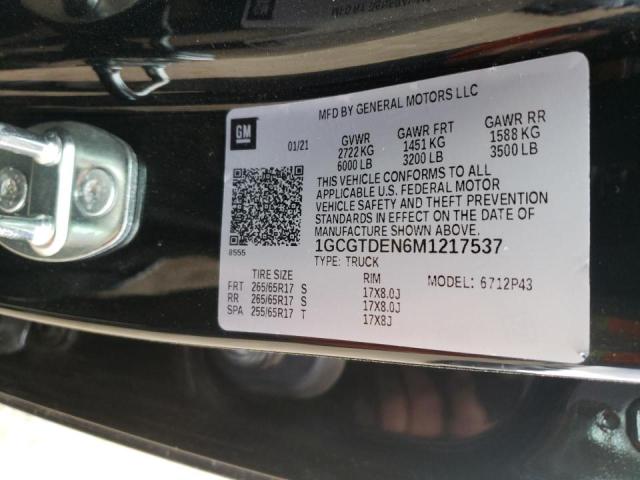 MFD BY GENERAL MOTORS LLC
GM
01/21
GVWR
2722 KG
6000 LB
GAWR FRT
1451 KG
3200 LB
GAWR RR
1588 KG
3500 LB
THIS VEHICLE CONFORMS TO ALL
APPLICABLE U.S. FEDERAL MOTOR
VEHICLE SAFETY AND THEFT PREVENTION
STANDARDS IN EFFECT ON THE DATE OF
MANUFACTURE SHOWN ABOVE.
8555
1GCGTDEN6M1217537
TYPE: TRUCK
TIRE SIZE
RIM
MODEL: 6712P43
FRT 265/65R17 S 17X8.0J
RR 265/65R17 S 17X8.0J
SPA 255/65R17 T 17X8J